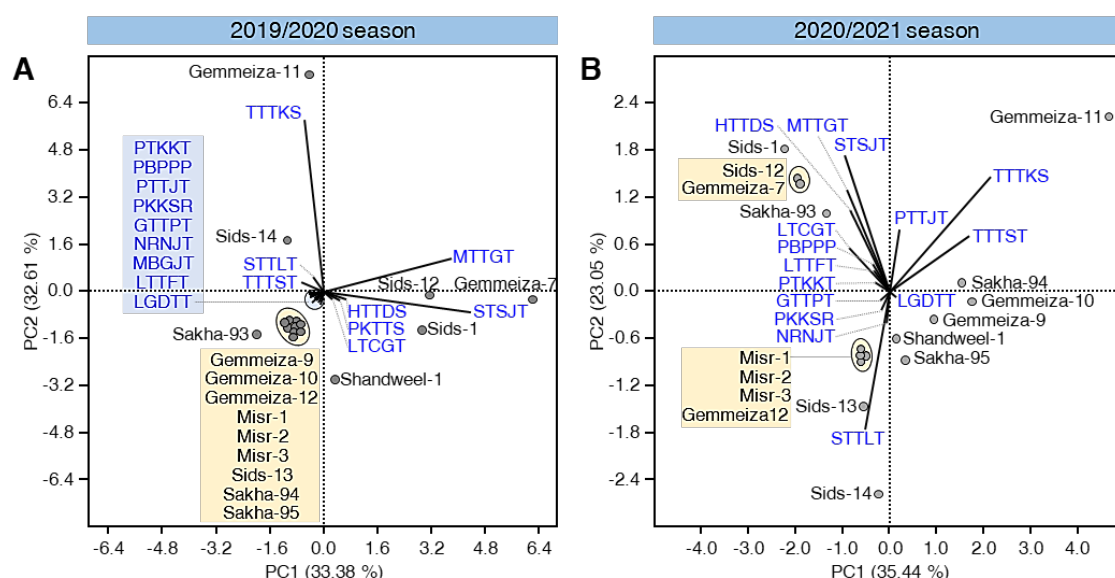 2019/2020 season
A
Gemmeiza-11
TTTKS
PTKKT
PBPPP
PTTJT
PKKSR
GTTPT
NRNJT
MBGJT
LTTFT
LGDTT
Sids-14
STTLT
TTTST
MTTGT
Sids-12
Gemmeiza-7
STSJT
HTTDS
PKTTS
LTCGT
Sids-1
Sakha-93
Shandweel-1
Gemmeiza-9
Gemmeiza-10
Gemmeiza-12
Misr-1
Misr-2
Misr-3
Sids-13
Sakha-94
Sakha-95
6.4
4.8
3.2
1.6
0.0
-1.6
-3.2
-4.8
-6.4
PC2 (32.61 %)
-6.4 -4.8 -3.2 -1.6 0.0 1.6 3.2 4.8 6.4
PC1 (33.38 %)
2020/2021 season
B
Gemmeiza-11
HTTDS
MTTGT
STSJT
Sids-1
Sids-12
Gemmeiza-7
TTTKS
Sakha-93
PTTJT
TTTST
LTCGT
PBPPP
LTTFT
PTKKT
GTTPT
PKKSR
NRNJT
LGDTT
Sakha-94
Gemmeiza-10
Gemmeiza-9
Shandweel-1
Sakha-95
Misr-1
Misr-2
Misr-3
Gemmeiza12
Sids-13
STTLT
Sids-14
2.4
1.8
1.2
0.6
0.0
-0.6
-1.2
-1.8
-2.4
PC2 (23.05 %)
-4.0 -3.0 -2.0 -1.0 0.0 1.0 2.0 3.0 4.0
PC1 (35.44 %)